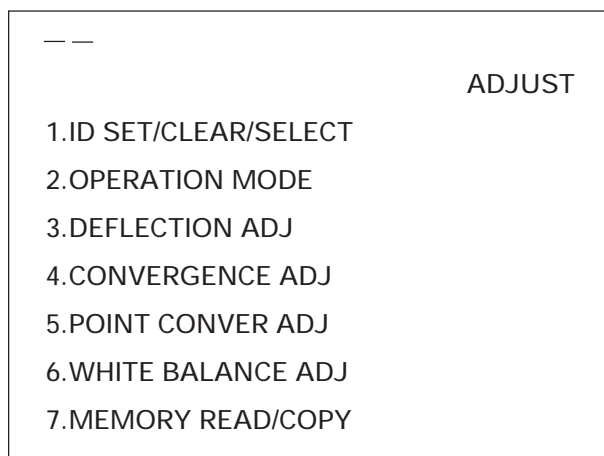 — —
ADJUST
1.ID SET/CLEAR/SELECT
2.OPERATION MODE
3.DEFLECTION ADJ
4.CONVERGENCE ADJ
5.POINT CONVER ADJ
6.WHITE BALANCE ADJ
7.MEMORY READ/COPY